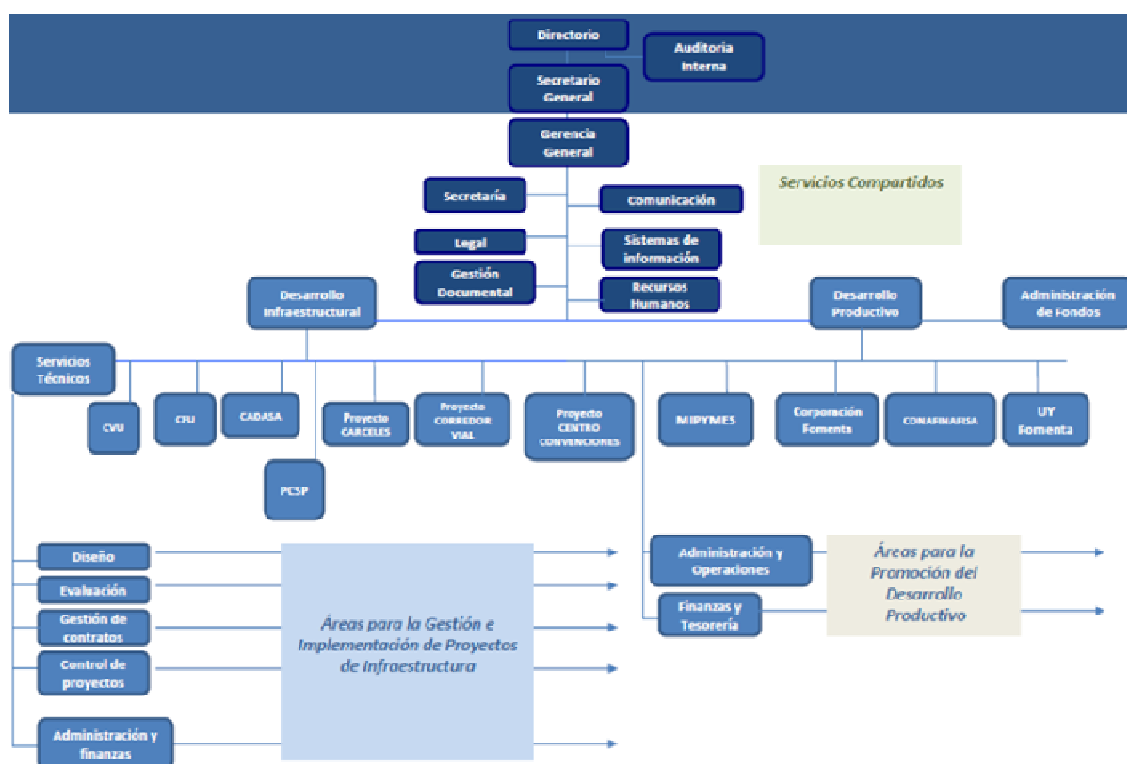 Directorio
Auditoria
Interna
Secretario
General
Gerencia
General
Servicios Compartidos
Secretaría
Comunicación
Legal
Sistemas de
información
Gestión
Documental
Recursos
Humanos
Desarrollo
Infraestructural
Desarrollo
Productivo
Administración
de Fondos
Servicios
Técnicos
CVU
CFU
CADASA
Proyecto
CARCELES
Proyecto
CORREDOR
VIAL
Proyecto
CENTRO
CONVENCIONES
MIPYMES
Corporación
Fomenta
CONAFINAFISA
UY
Fomenta
PCSP
Diseño
Evaluación
Gestión de
contratos
Control de
proyectos
Administración y
finanzas
Áreas para la Gestión e
Implementación de Proyectos
de Infraestructura
Administración y
Operaciones
Finanzas y
Tesorería
Áreas para la
Promoción del
Desarrollo
Productivo